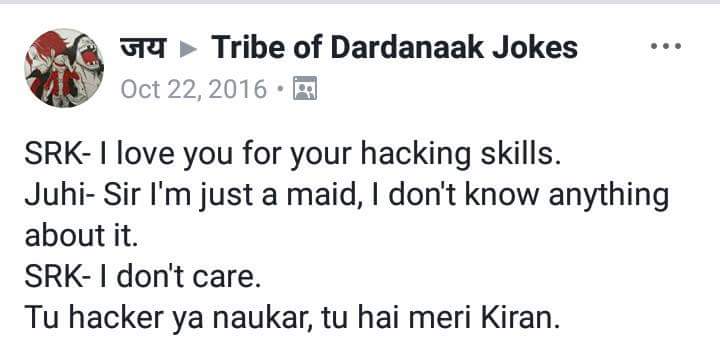 जय ▸ Tribe of Dardanaak Jokes
Oct 22, 2016 •
SRK- I love you for your hacking skills.
Juhi- Sir I'm just a maid, I don't know anything
about it.
SRK- I don't care.
Tu hacker ya naukar, tu hai meri Kiran.